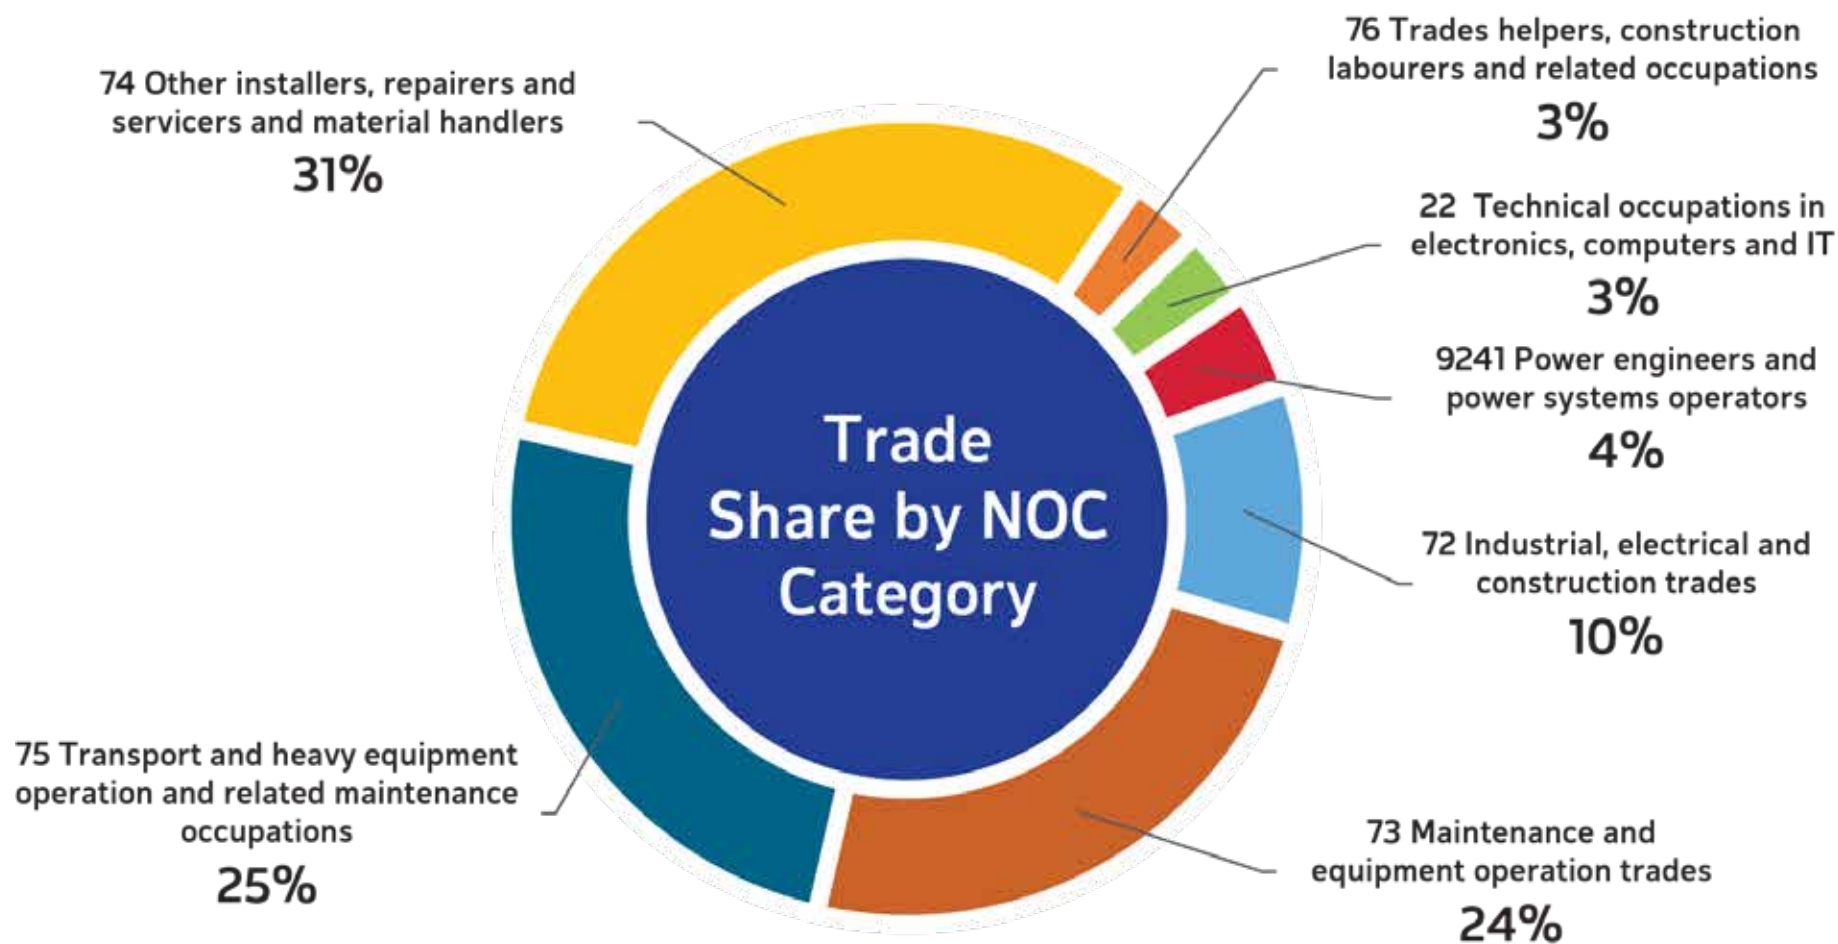 76 Trades helpers, construction
labourers and related occupations
3%
74 Other installers, repairers and
servicers and material handlers
31%
22 Technical occupations in
electronics, computers and IT
3%
9241 Power engineers and
power systems operators
4%
Trade
Share by NOC
Category
72 Industrial, electrical and
construction trades
10%
75 Transport and heavy equipment
operation and related maintenance
occupations
25%
73 Maintenance and
equipment operation trades
24%